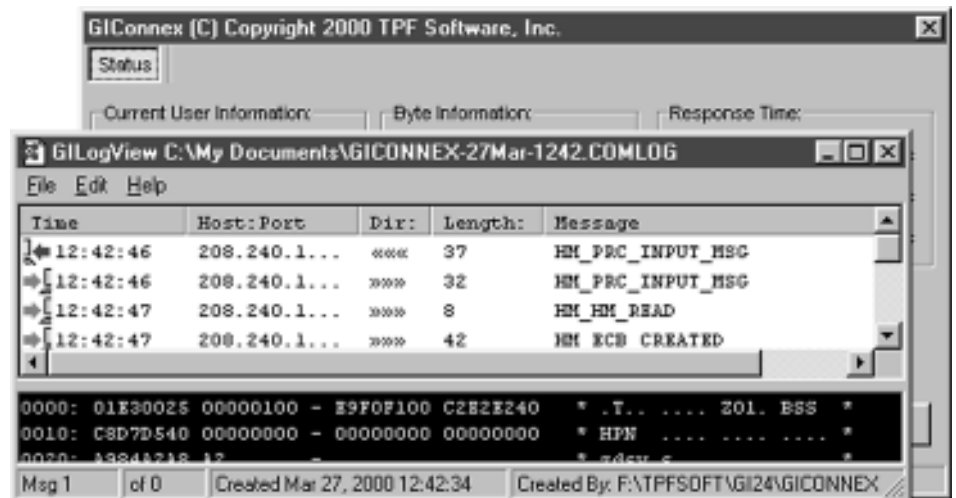 GIConnex (C) Copyright 2000 TPF Software, Inc.
Status
Current User Information: Byte Information: Response Time:
GILogView C:\My Documents\GICONNEX-27Mar-1242.COMLOG
File Edit Help
Time Host:Port Dir: Length: Message
12:42:46 208.240.1... «««« 37 HM_PRC_INPUT_MSG
12:42:46 208.240.1... »»»» 32 HM_PRC_INPUT_MSG
12:42:47 208.240.1... »»»» 8 HM_HM_READ
12:42:47 208.240.1... »»»» 42 HM ECB CREATED
0000: 01E30025 00000100 - E9F0F100 C2E2E240 * .T.. .... Z01. BSS *
0010: C8D7D540 00000000 - 00000000 00000000 * HPN .... .... .... *
0020: A984A2A8 A2 - *
Msg 1 of 0 Created Mar 27, 2000 12:42:34 Created By: F:\TPFSOFT\GI24\GICONNEX